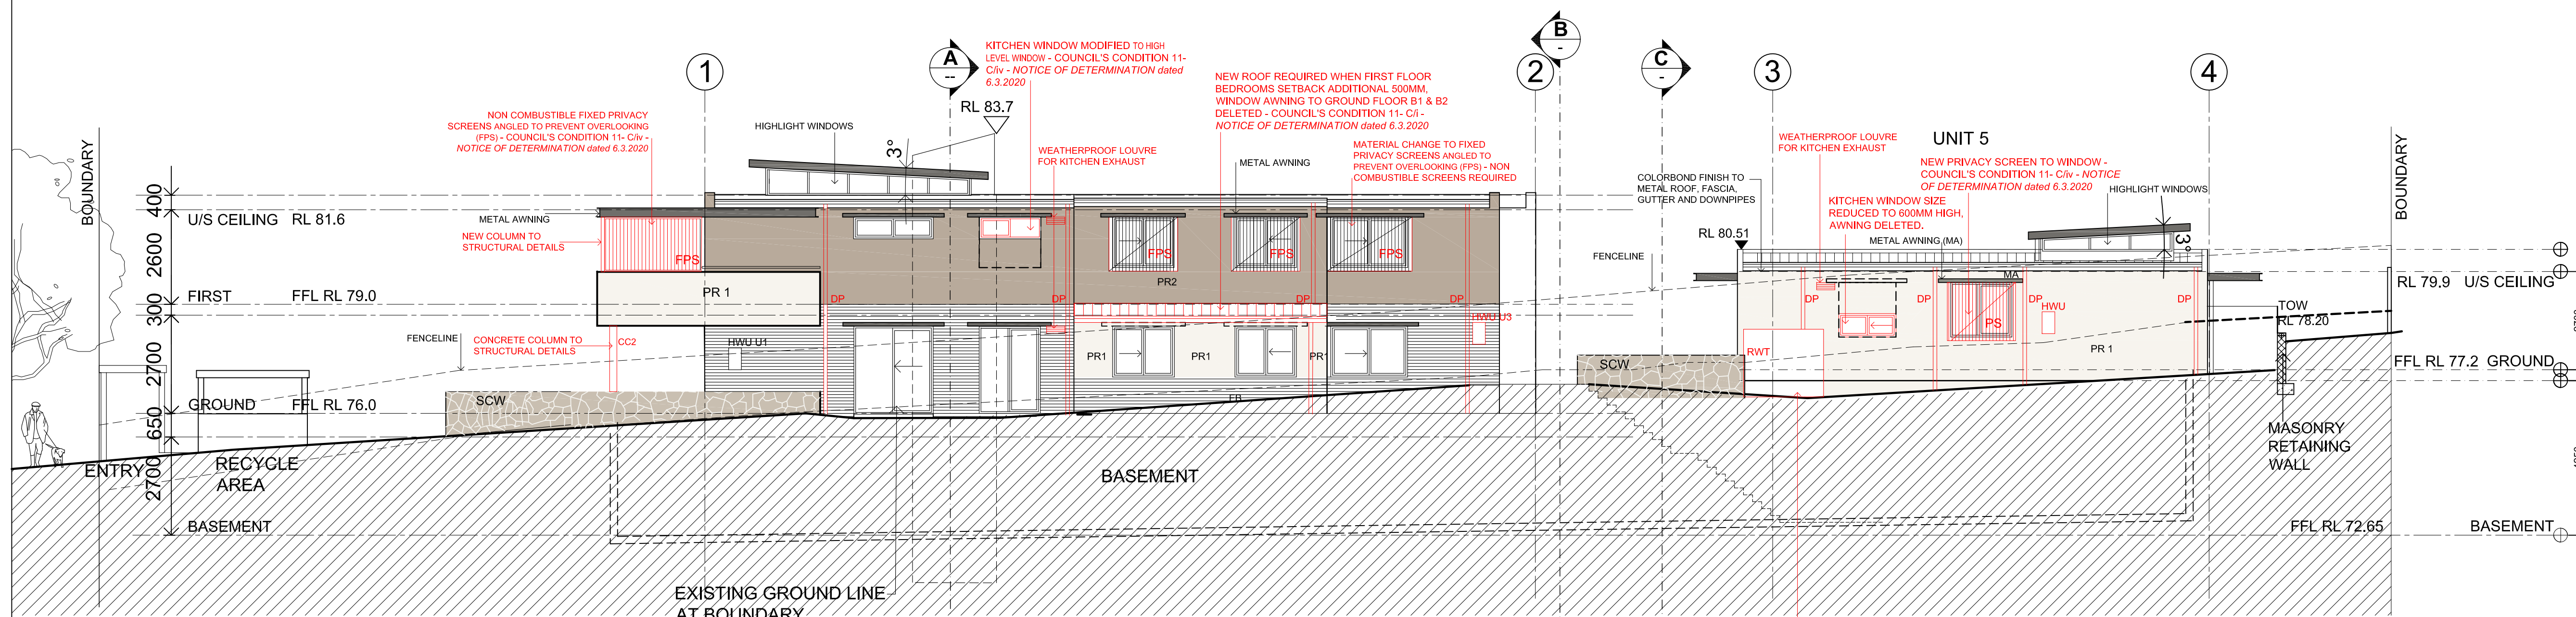 1
A
--
B
-
2
C
-
3
4
KITCHEN WINDOW MODIFIED TO HIGH
LEVEL WINDOW - COUNCIL'S CONDITION 11-
C/iv - NOTICE OF DETERMINATION dated
6.3.2020
NEW ROOF REQUIRED WHEN FIRST FLOOR
BEDROOMS SETBACK ADDITIONAL 500MM,
WINDOW AWNING TO GROUND FLOOR B1 & B2
DELETED - COUNCIL'S CONDITION 11- C/i -
NOTICE OF DETERMINATION dated 6.3.2020
NON COMBUSTIBLE FIXED PRIVACY
SCREENS ANGLED TO PREVENT OVERLOOKING
(FPS) - COUNCIL'S CONDITION 11- C/iv -
NOTICE OF DETERMINATION dated 6.3.2020
HIGHLIGHT WINDOWS
3°
RL 83.7
WEATHERPROOF LOUVRE
FOR KITCHEN EXHAUST
METAL AWNING
MATERIAL CHANGE TO FIXED
PRIVACY SCREENS ANGLED TO
PREVENT OVERLOOKING (FPS) - NON
COMBUSTIBLE SCREENS REQUIRED
WEATHERPROOF LOUVRE
FOR KITCHEN EXHAUST
UNIT 5
NEW PRIVACY SCREEN TO WINDOW -
COUNCIL'S CONDITION 11- C/iv - NOTICE
OF DETERMINATION dated 6.3.2020
COLORBOND FINISH TO
METAL ROOF, FASCIA,
GUTTER AND DOWNPIPES
KITCHEN WINDOW SIZE
REDUCED TO 600MM HIGH,
AWNING DELETED.
HIGHLIGHT WINDOWS
BOUNDARY
BOUNDARY
400
U/S CEILING RL 81.6
METAL AWNING
NEW COLUMN TO
STRUCTURAL DETAILS
2600
FPS
FPS
FPS
FPS
RL 80.51
METAL AWNING (MA)
3°
FENCELINE
MA
RL 79.9 U/S CEILING
PR 1
PR2
FIRST FFL RL 79.0
300
DP
DP
DP
DP
DP
DP
DP
DP
HWU
TOW
RL 78.20
HWU U3
PS
FENCELINE
CONCRETE COLUMN TO
STRUCTURAL DETAILS
CC2
HWU U1
PR1
PR1
PR1
RWT
PR 1
2700
SCW
FFL RL 77.2 GROUND
SCW
GROUND FFL RL 76.0
FB
650
MASONRY
RETAINING
WALL
ENTRY
RECYCLE
AREA
2700
BASEMENT
BASEMENT
FFL RL 72.65 BASEMENT
EXISTING GROUND LINE
AT BOUNDARY